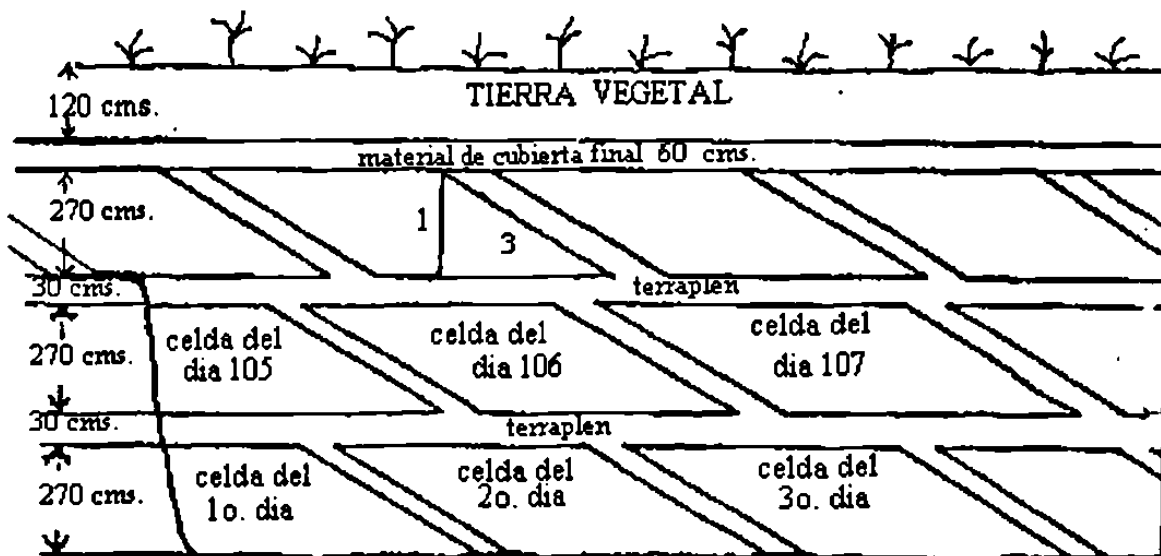 120 cms.
TIERRA VEGETAL
material de cubierta final 60 cms.
270 cms.
1
3
30 cms.
terraplen
270 cms.
celda del
dia 105
celda del
dia 106
celda del
dia 107
30 cms.
terraplen
270 cms.
celda del
1o. dia
celda del
2o. dia
celda del
3o. dia